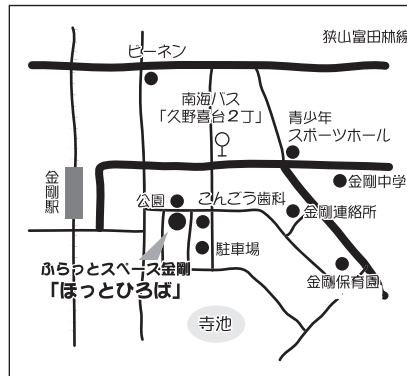 狭山富田林線
ピーネン
南海バス
「久野喜台２丁」
青少年
スポーツホール
金剛中学
金剛駅
公園
こんごう歯科
金剛連絡所
駐車場
ふらっとスペース金剛
「ほっとひろば」
金剛保育園
寺池